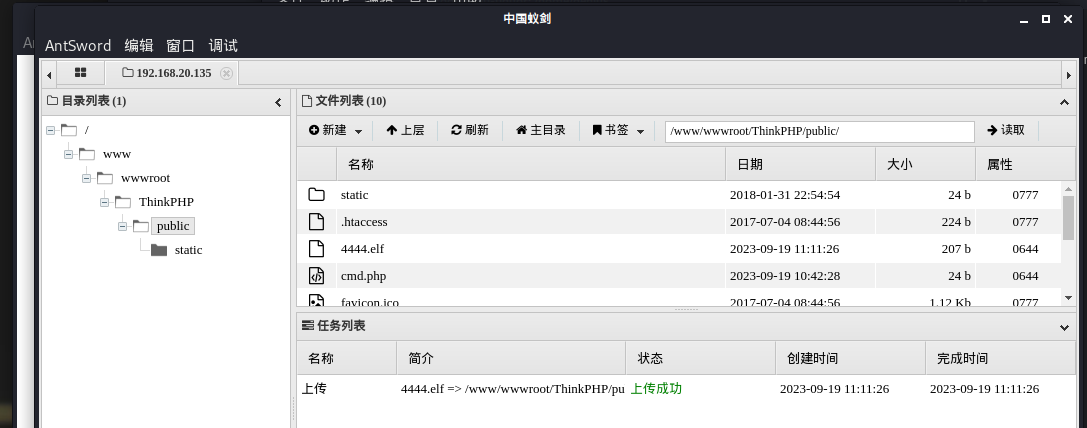 中国蚁剑
AntSword 编辑 窗口 调试
192.168.20.135
目录列表 (1)
/
www
wwwroot
ThinkPHP
public
static
文件列表 (10)
新建 上层 刷新 主目录 书签 /www/wwwroot/ThinkPHP/public/ 读取
名称 日期 大小 属性
static 2018-01-31 22:54:54 24 b 0777
.htaccess 2017-07-04 08:44:56 224 b 0777
4444.elf 2023-09-19 11:11:26 207 b 0644
cmd.php 2023-09-19 10:42:28 24 b 0644
favicon.ico 2017-07-04 08:44:56 1.12 Kb 0777
任务列表
名称 简介 状态 创建时间 完成时间
上传 4444.elf => /www/wwwroot/ThinkPHP/pu 上传成功 2023-09-19 11:11:26 2023-09-19 11:11:26